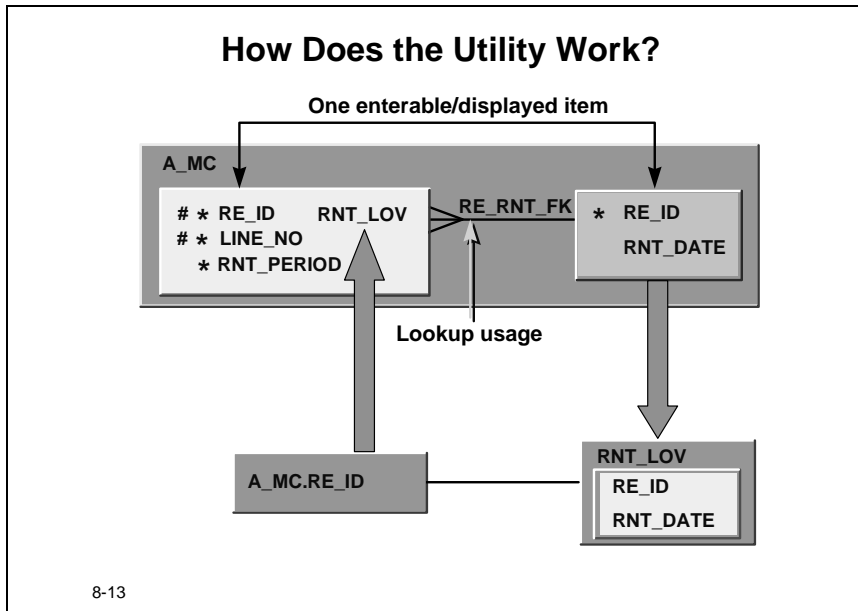 How Does the Utility Work?
One enterable/displayed item
A_MC
# * RE_ID RNT_LOV
# * LINE_NO
* RNT_PERIOD
RE_RNT_FK
* RE_ID
RNT_DATE
Lookup usage
A_MC.RE_ID
RNT_LOV
RE_ID
RNT_DATE
8-13